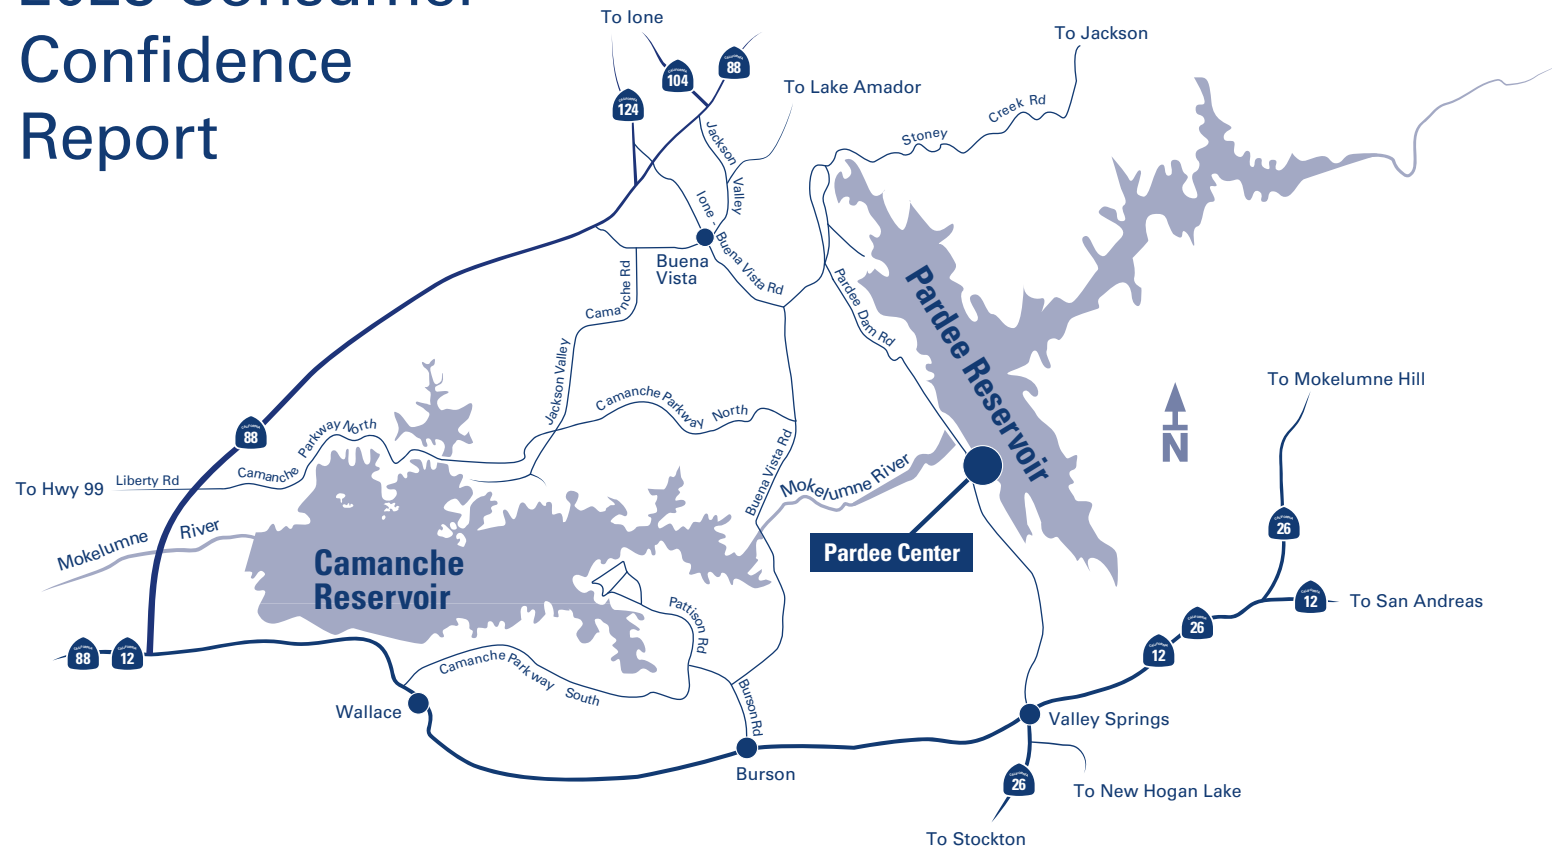 Confidence
Report
To Ione
To Jackson
104
88
124
To Lake Amador
Stoney
Creek Rd
Jackson
Valley
Ione -
Buena Vista Rd
Buena
Vista
Camanche Rd
Jackson Valley
Pardee Dam Rd
Pardee Reservoir
Camanche Parkway North
Buena Vista Rd
Mokelumne River
Pardee Center
N
To Mokelumne Hill
26
12
To San Andreas
26
12
88
Camanche Parkway North
Liberty Rd
To Hwy 99
Mokelumne River
Camanche
Reservoir
Pattison Rd
88
12
Camanche Parkway South
Burson Rd
Wallace
Burson
Valley Springs
26
To New Hogan Lake
To Stockton